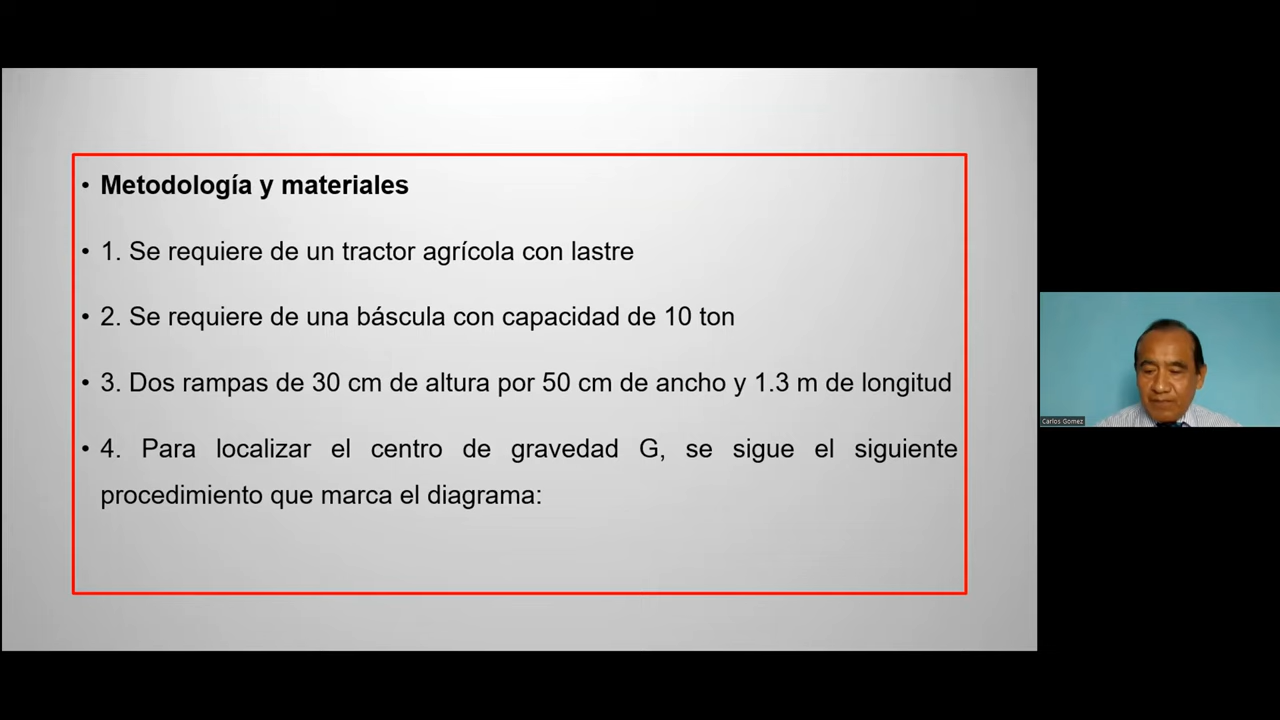 • Metodología y materiales
• 1. Se requiere de un tractor agrícola con lastre
• 2. Se requiere de una báscula con capacidad de 10 ton
• 3. Dos rampas de 30 cm de altura por 50 cm de ancho y 1.3 m de longitud
• 4. Para localizar el centro de gravedad G, se sigue el siguiente
procedimiento que marca el diagrama:
Carlos Gomez